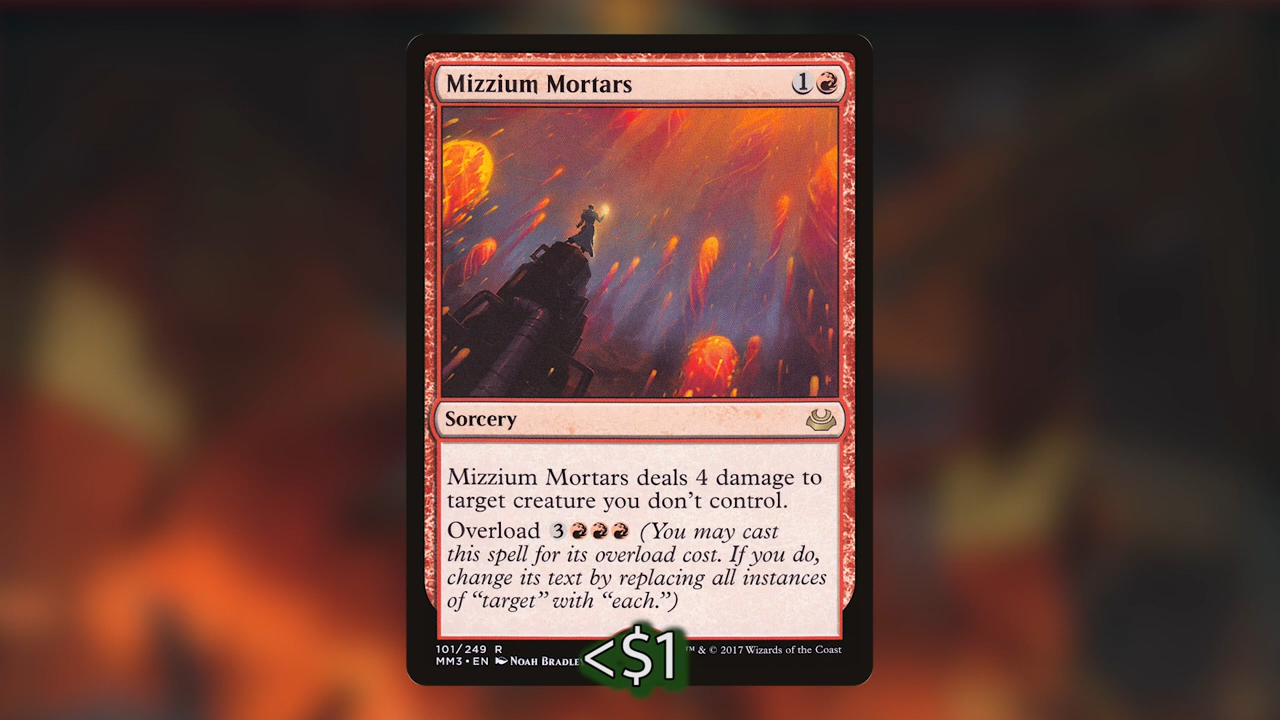 Mizzium Mortars 1
Sorcery
Mizzium Mortars deals 4 damage to
target creature you don't control.
Overload 3 (You may cast
this spell for its overload cost. If you do,
change its text by replacing all instances
of “target” with “each.”)
101/249 R ™ & © 2017 Wizards of the Coast
MM3 • EN NOAH BRADLE
<$1